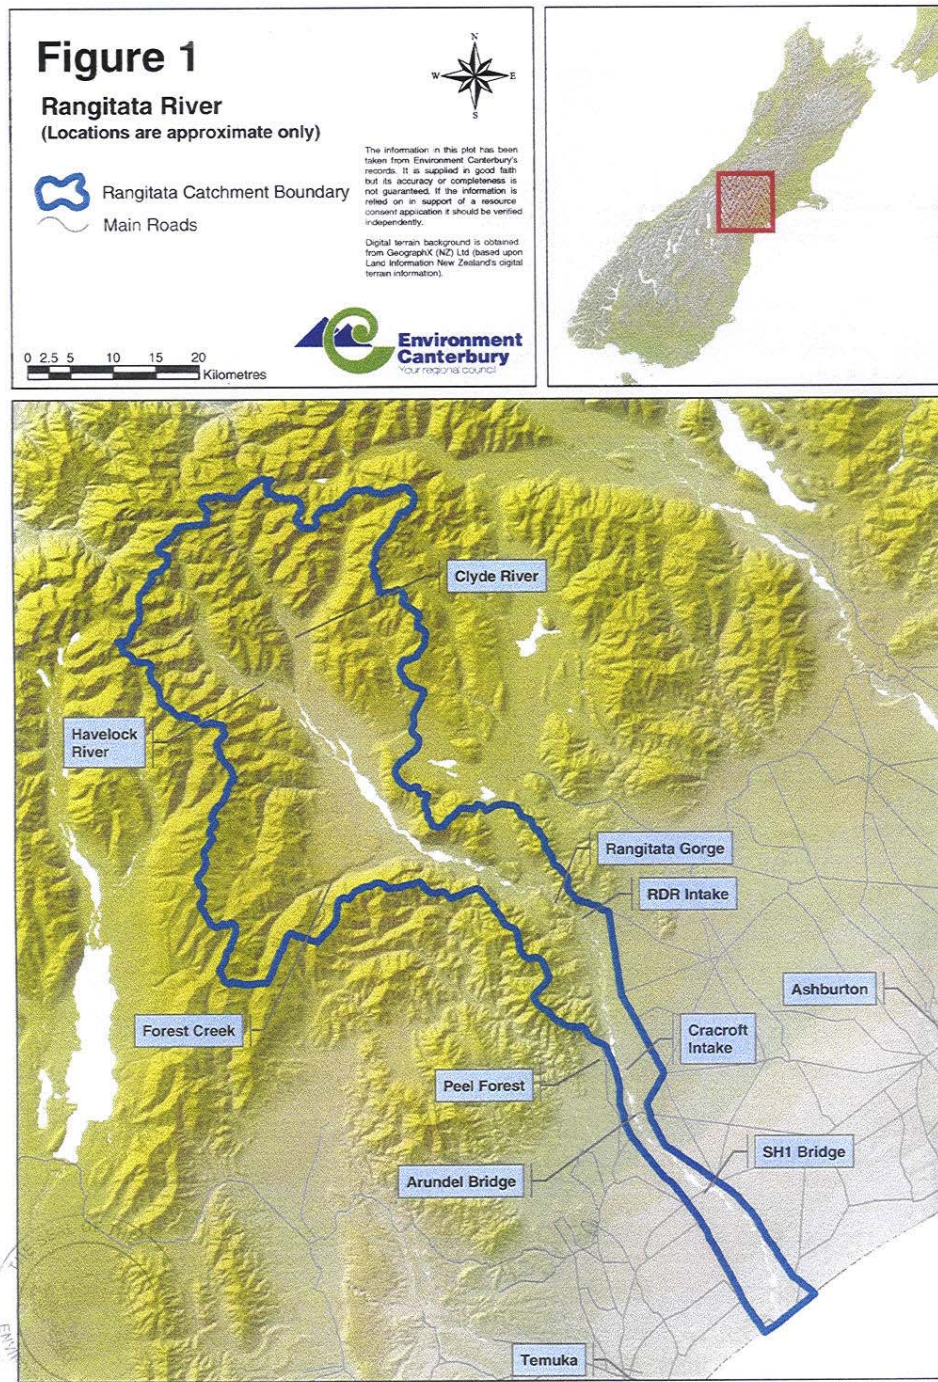 Figure 1
Rangitata River
(Locations are approximate only)
N
W
E
S
Rangitata Catchment Boundary
Main Roads
The information in this plot has been
taken from Environment Canterbury's
records. It is supplied in good faith
but its accuracy or completeness is
not guaranteed. If the information is
relied on in support of a resource
consent application it should be verified
independently.
Digital terrain background is obtained
from GeographX (NZ) Ltd (based upon
Land Information New Zealand's digital
terrain information).
Environment
Canterbury
Your regional council
0 2.5 5 10 15 20
Kilometres
Clyde River
Havelock
River
Rangitata Gorge
RDR Intake
Ashburton
Forest Creek
Cracroft
Intake
Peel Forest
SH1 Bridge
Arundel Bridge
Temuka